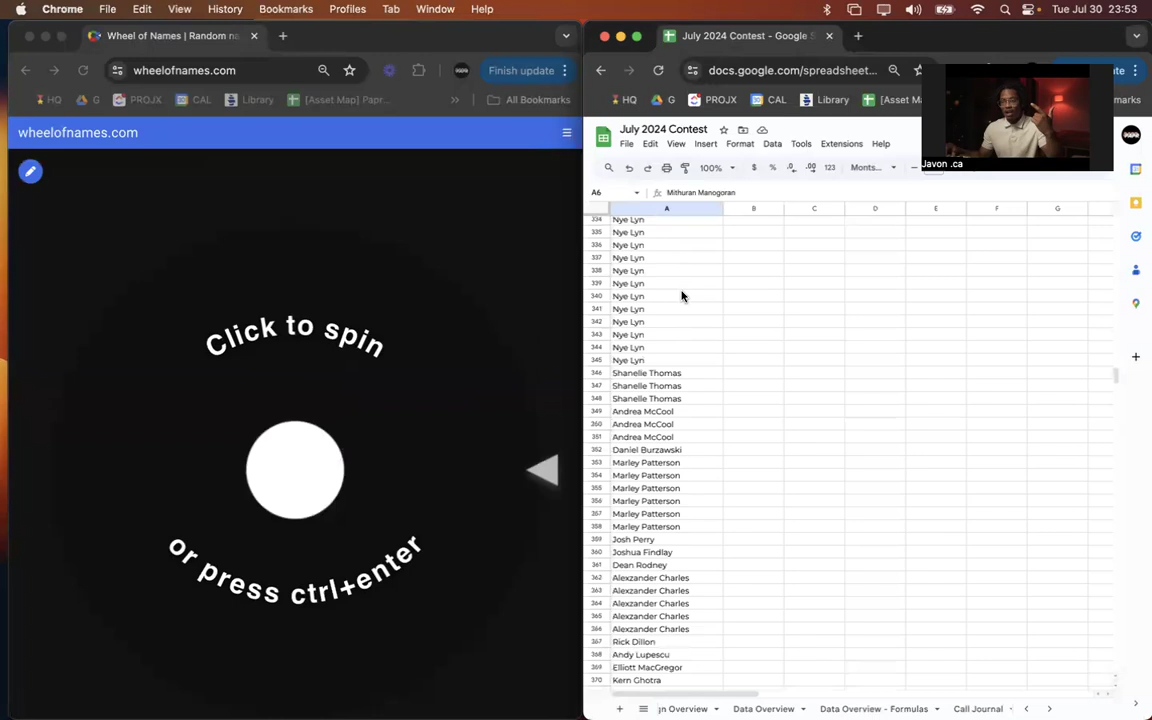 Chrome File Edit View History Bookmarks Profiles Tab Window Help Tue Jul 30 23:53
Wheel of Names | Random na
wheelofnames.com
Finish update
HQ G PROJX CAL Library [Asset Map] Papr... » All Bookmarks
wheelofnames.com
Click to spin
or press ctrl+enter
July 2024 Contest - Google S
docs.google.com/spreadsheet...
HQ G PROJX CAL Library [Asset Ma
Javon .ca
July 2024 Contest
File Edit View Insert Format Data Tools Extensions Help
100% $ % .0 .00 123 Monts...
A6 fx Mithuran Manogoran
A B C D E F G
334 Nye Lyn
335 Nye Lyn
336 Nye Lyn
337 Nye Lyn
338 Nye Lyn
339 Nye Lyn
340 Nye Lyn
341 Nye Lyn
342 Nye Lyn
343 Nye Lyn
344 Nye Lyn
345 Nye Lyn
346 Shanelle Thomas
347 Shanelle Thomas
348 Shanelle Thomas
349 Andrea McCool
350 Andrea McCool
351 Andrea McCool
352 Daniel Burzawski
353 Marley Patterson
354 Marley Patterson
355 Marley Patterson
356 Marley Patterson
357 Marley Patterson
358 Marley Patterson
359 Josh Perry
360 Joshua Findlay
361 Dean Rodney
362 Alexzander Charles
363 Alexzander Charles
364 Alexzander Charles
365 Alexzander Charles
366 Alexzander Charles
367 Rick Dillon
368 Andy Lupescu
369 Elliott MacGregor
370 Kern Ghotra
gn Overview Data Overview Data Overview - Formulas Call Journal